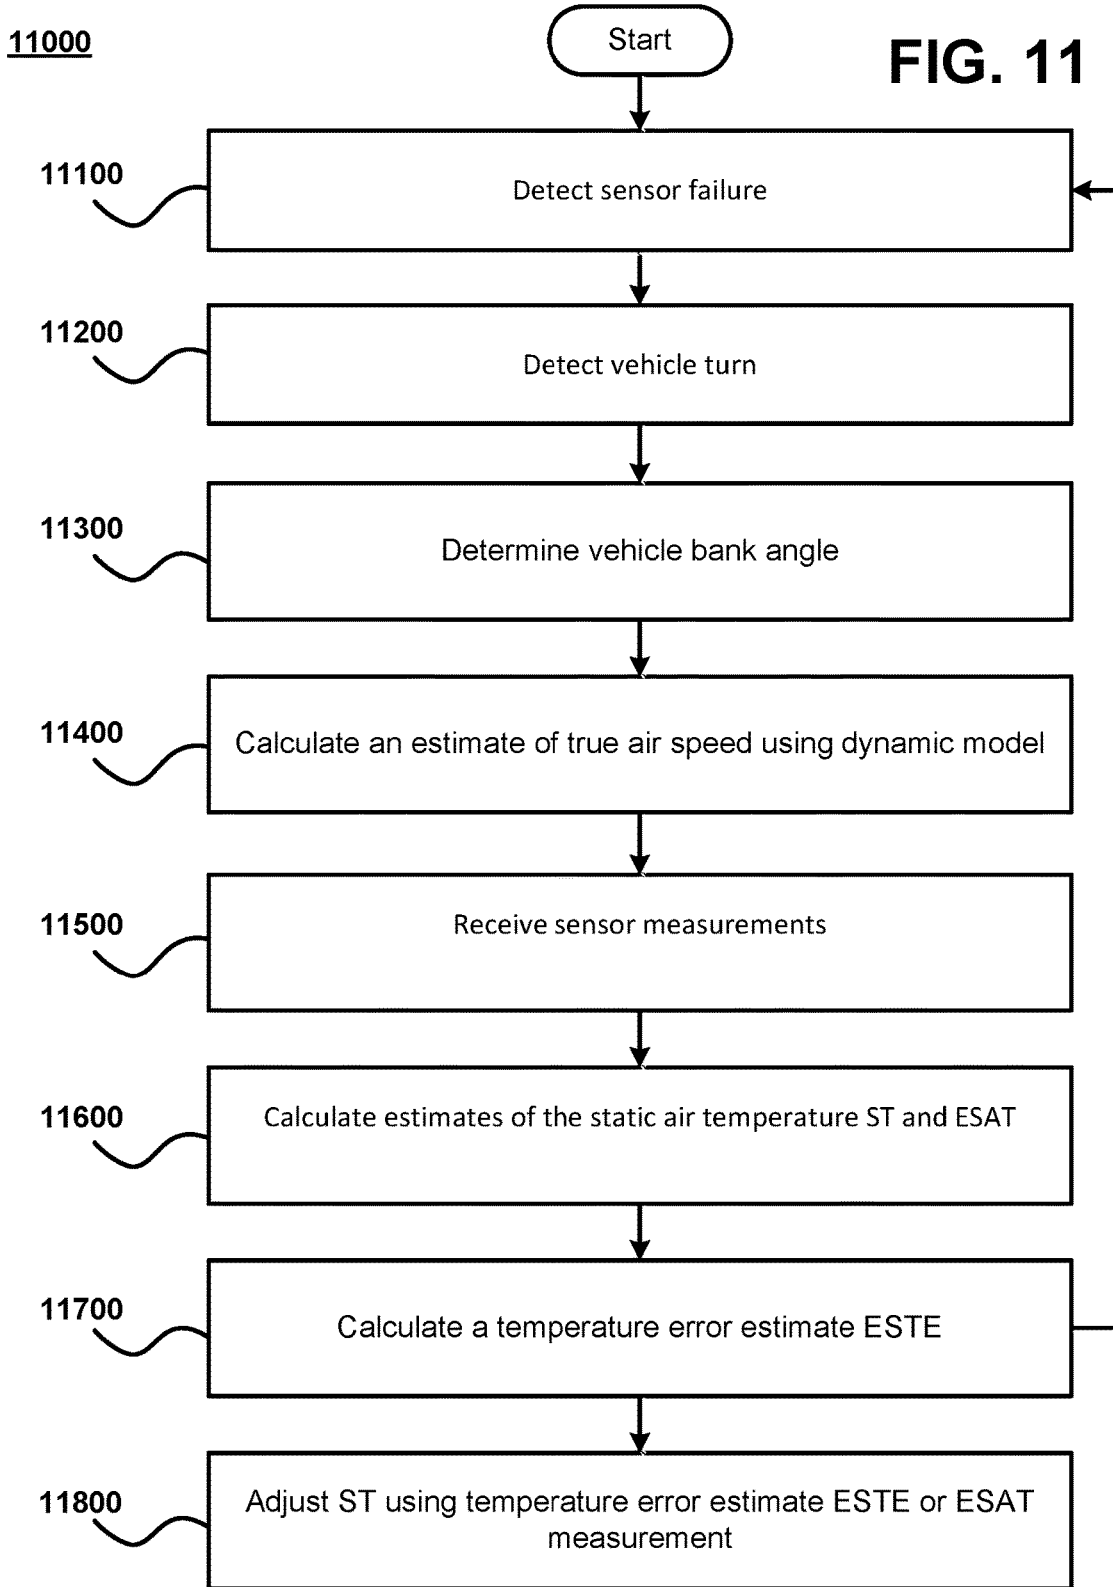 11000
Start
FIG. 11
11100
Detect sensor failure
11200
Detect vehicle turn
11300
Determine vehicle bank angle
11400
Calculate an estimate of true air speed using dynamic model
11500
Receive sensor measurements
11600
Calculate estimates of the static air temperature ST and ESAT
11700
Calculate a temperature error estimate ESTE
11800
Adjust ST using temperature error estimate ESTE or ESAT
measurement